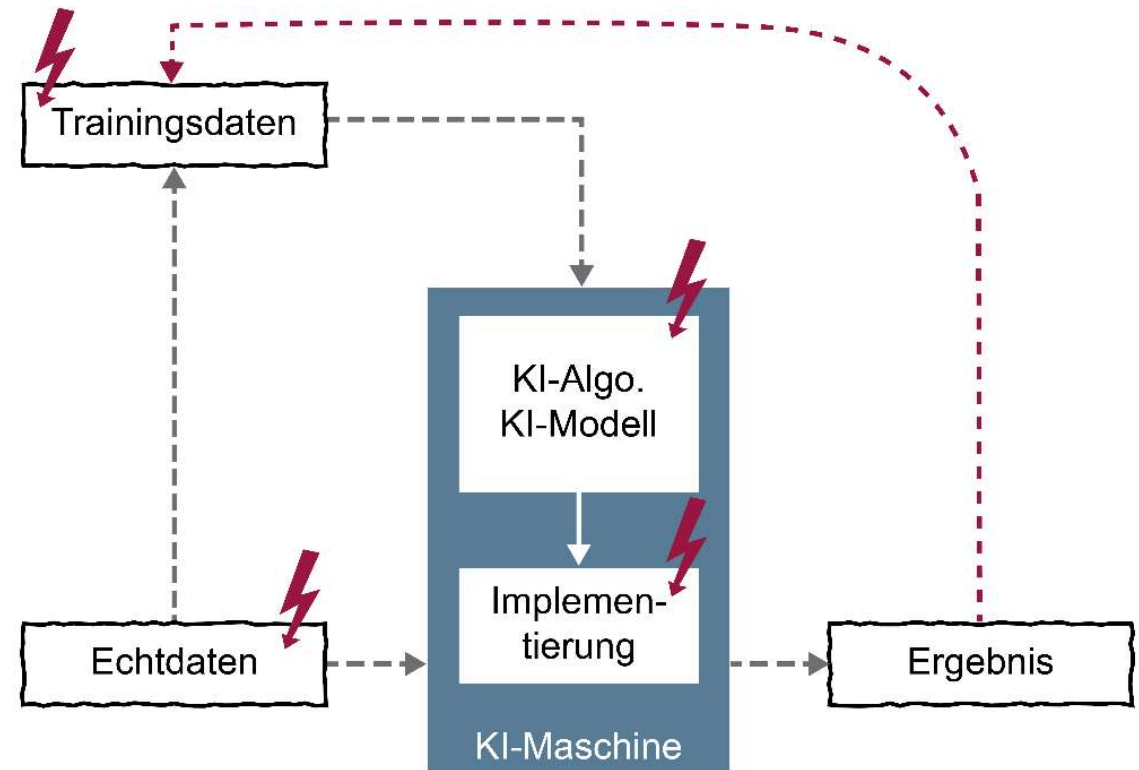 Trainingsdaten
KI-Algo.
KI-Modell
Implemen-
tierung
Echtdaten
Ergebnis
KI-Maschine